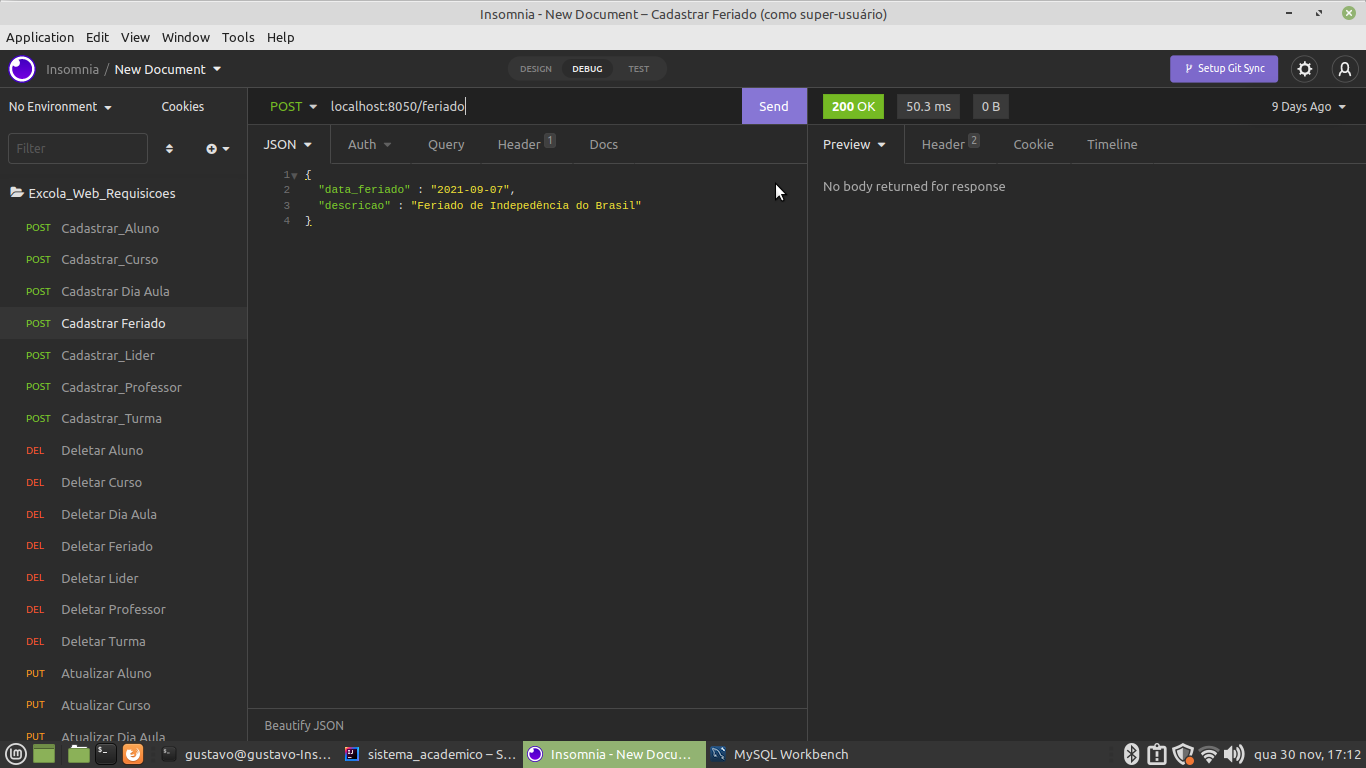 Insomnia - New Document – Cadastrar Feriado (como super-usuário)
Application Edit View Window Tools Help
Insomnia / New Document
DESIGN DEBUG TEST
Setup Git Sync
No Environment Cookies
POST localhost:8050/feriado Send
200 OK 50.3 ms 0 B 9 Days Ago
Filter
JSON Auth Query Header 1 Docs
Preview Header 2 Cookie Timeline
1 {
2 "data_feriado" : "2021-09-07",
3 "descricao" : "Feriado de Indepedência do Brasil"
4 }
No body returned for response
Excola_Web_Requisicoes
POST Cadastrar_Aluno
POST Cadastrar_Curso
POST Cadastrar Dia Aula
POST Cadastrar Feriado
POST Cadastrar_Lider
POST Cadastrar_Professor
POST Cadastrar_Turma
DEL Deletar Aluno
DEL Deletar Curso
DEL Deletar Dia Aula
DEL Deletar Feriado
DEL Deletar Lider
DEL Deletar Professor
DEL Deletar Turma
PUT Atualizar Aluno
PUT Atualizar Curso
PUT Atualizar Dia Aula
Beautify JSON
gustavo@gustavo-Ins... sistema_academico – S... Insomnia - New Docu... MySQL Workbench qua 30 nov, 17:12